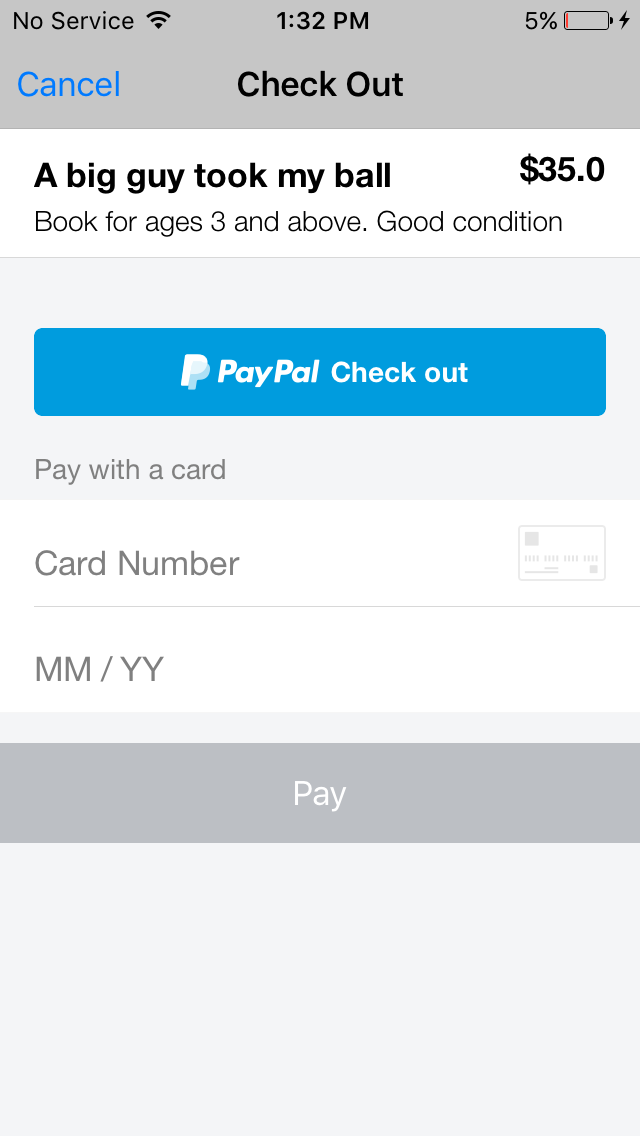 No Service 1:32 PM 5%
Cancel Check Out
A big guy took my ball $35.0
Book for ages 3 and above. Good condition
PayPal Check out
Pay with a card
Card Number
MM / YY
Pay